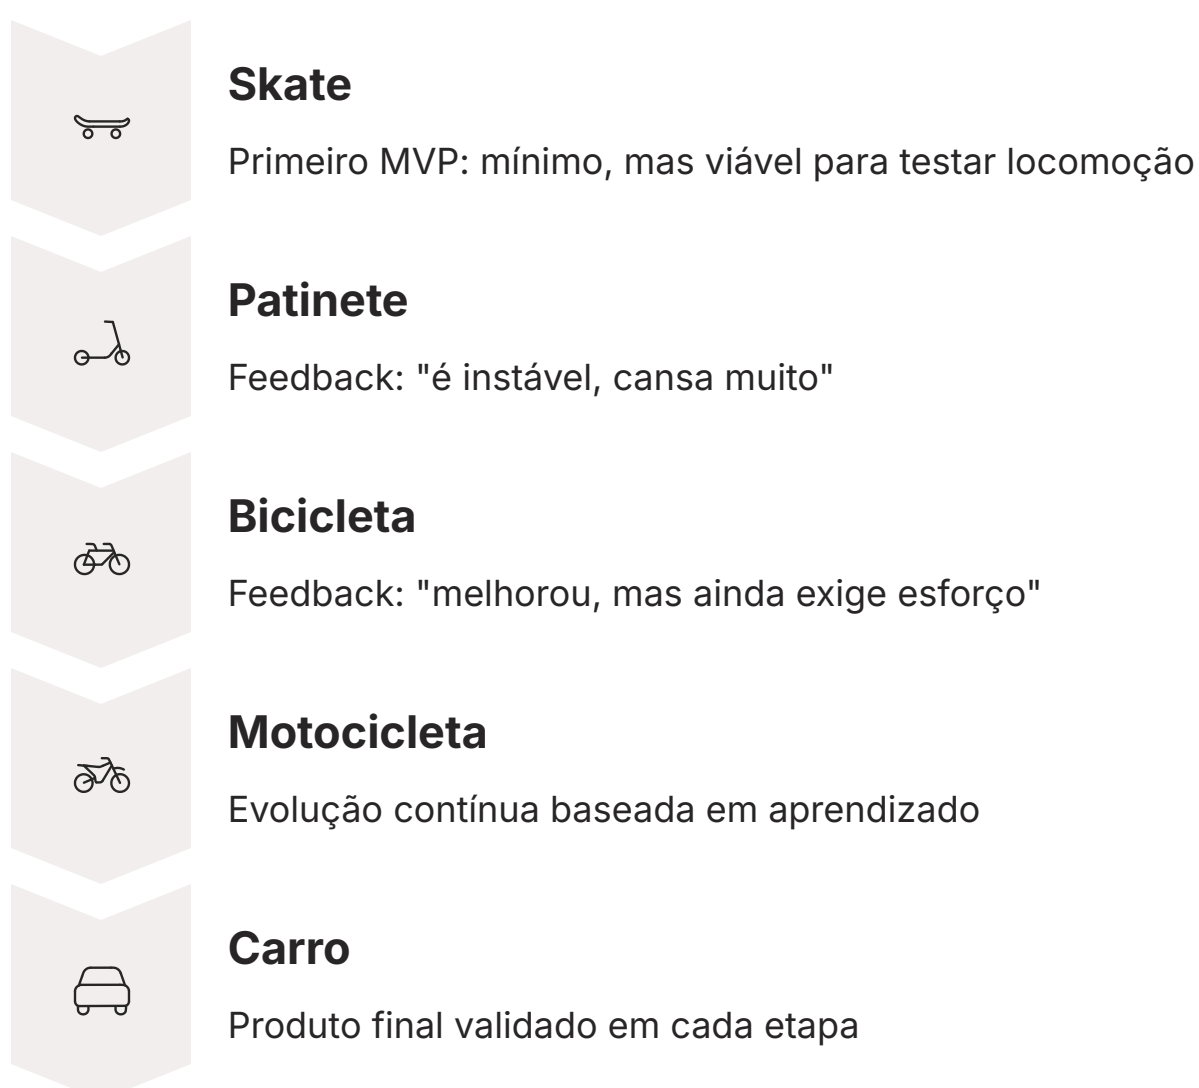 Skate
Primeiro MVP: mínimo, mas viável para testar locomoção
Patinete
Feedback: "é instável, cansa muito"
Bicicleta
Feedback: "melhorou, mas ainda exige esforço"
Motocicleta
Evolução contínua baseada em aprendizado
Carro
Produto final validado em cada etapa